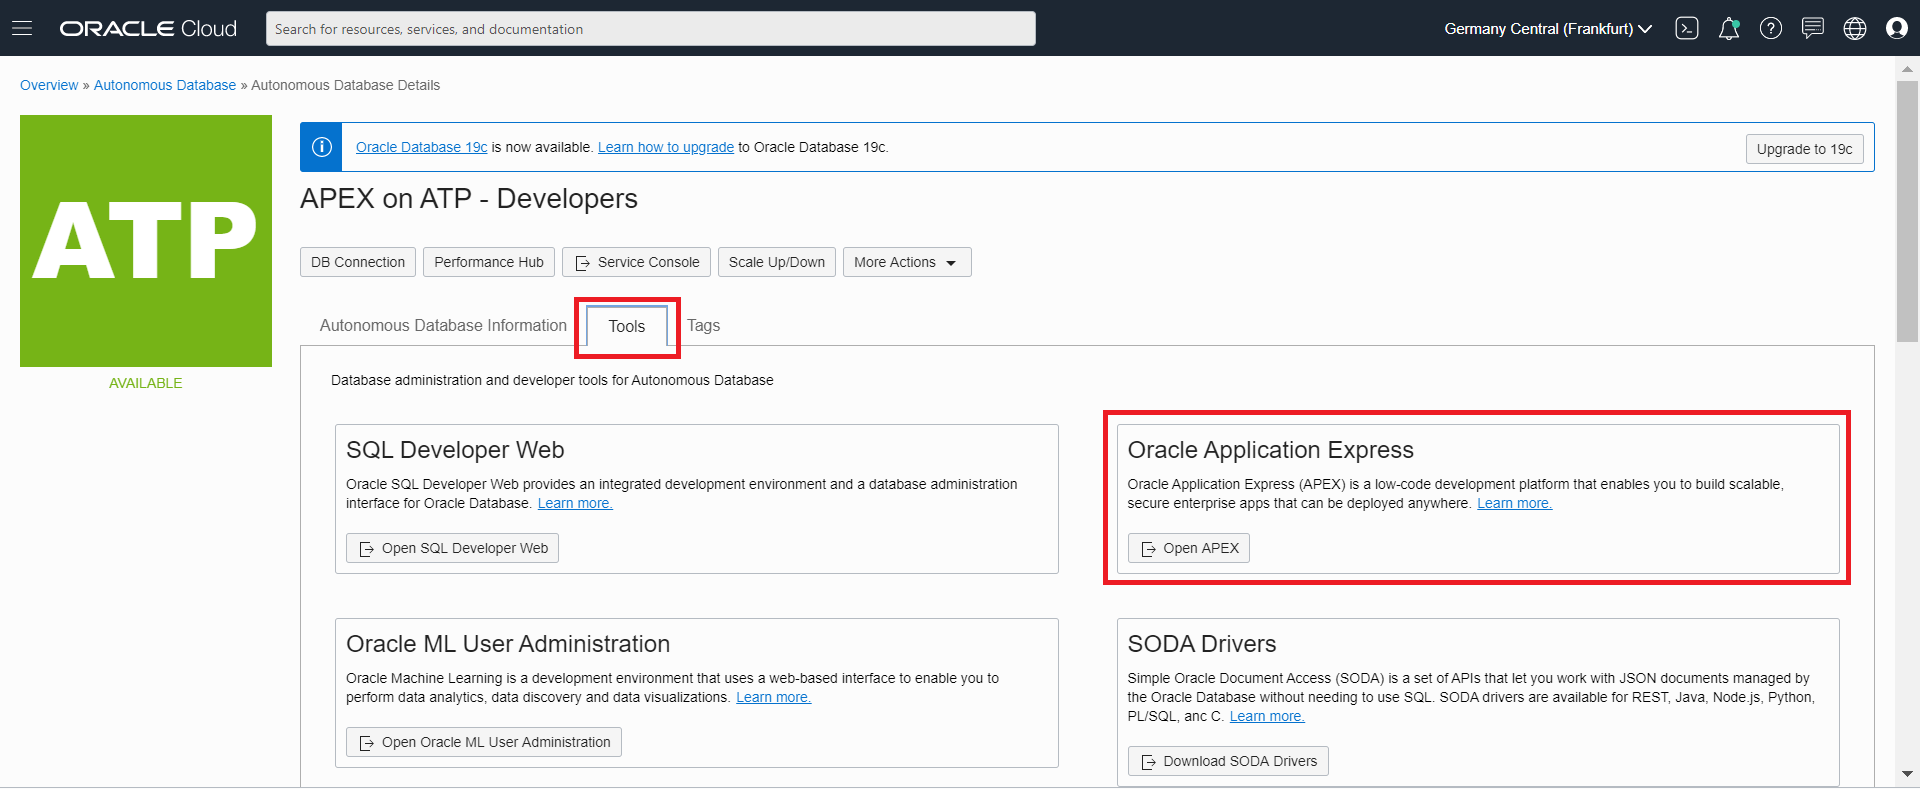 ORACLE Cloud
Search for resources, services, and documentation
Germany Central (Frankfurt)
Overview » Autonomous Database » Autonomous Database Details
ATP
AVAILABLE
Oracle Database 19c is now available. Learn how to upgrade to Oracle Database 19c.
Upgrade to 19c
APEX on ATP - Developers
DB Connection
Performance Hub
Service Console
Scale Up/Down
More Actions
Autonomous Database Information
Tools
Tags
Database administration and developer tools for Autonomous Database
SQL Developer Web
Oracle SQL Developer Web provides an integrated development environment and a database administration
interface for Oracle Database. Learn more.
Open SQL Developer Web
Oracle Application Express
Oracle Application Express (APEX) is a low-code development platform that enables you to build scalable,
secure enterprise apps that can be deployed anywhere. Learn more.
Open APEX
Oracle ML User Administration
Oracle Machine Learning is a development environment that uses a web-based interface to enable you to
perform data analytics, data discovery and data visualizations. Learn more.
Open Oracle ML User Administration
SODA Drivers
Simple Oracle Document Access (SODA) is a set of APIs that let you work with JSON documents managed by
the Oracle Database without needing to use SQL. SODA drivers are available for REST, Java, Node.js, Python,
PL/SQL, anc C. Learn more.
Download SODA Drivers